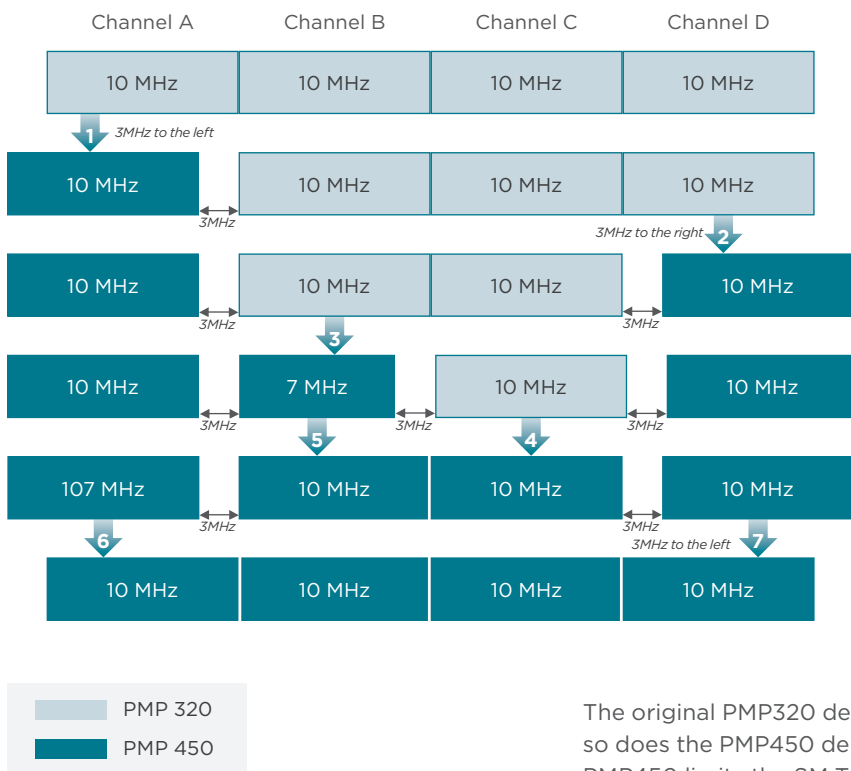 Channel A Channel B Channel C Channel D
10 MHz 10 MHz 10 MHz 10 MHz
1 3MHz to the left
10 MHz 10 MHz 10 MHz 10 MHz
3MHz 3MHz to the right 2
10 MHz 10 MHz 10 MHz 10 MHz
3MHz 3 3MHz
10 MHz 7 MHz 10 MHz 10 MHz
3MHz 5 3MHz 4 3MHz
107 MHz 10 MHz 10 MHz 10 MHz
6 3MHz 3MHz
3MHz to the left 7
10 MHz 10 MHz 10 MHz 10 MHz
PMP 320
PMP 450
The original PMP320 de
so does the PMP450 de